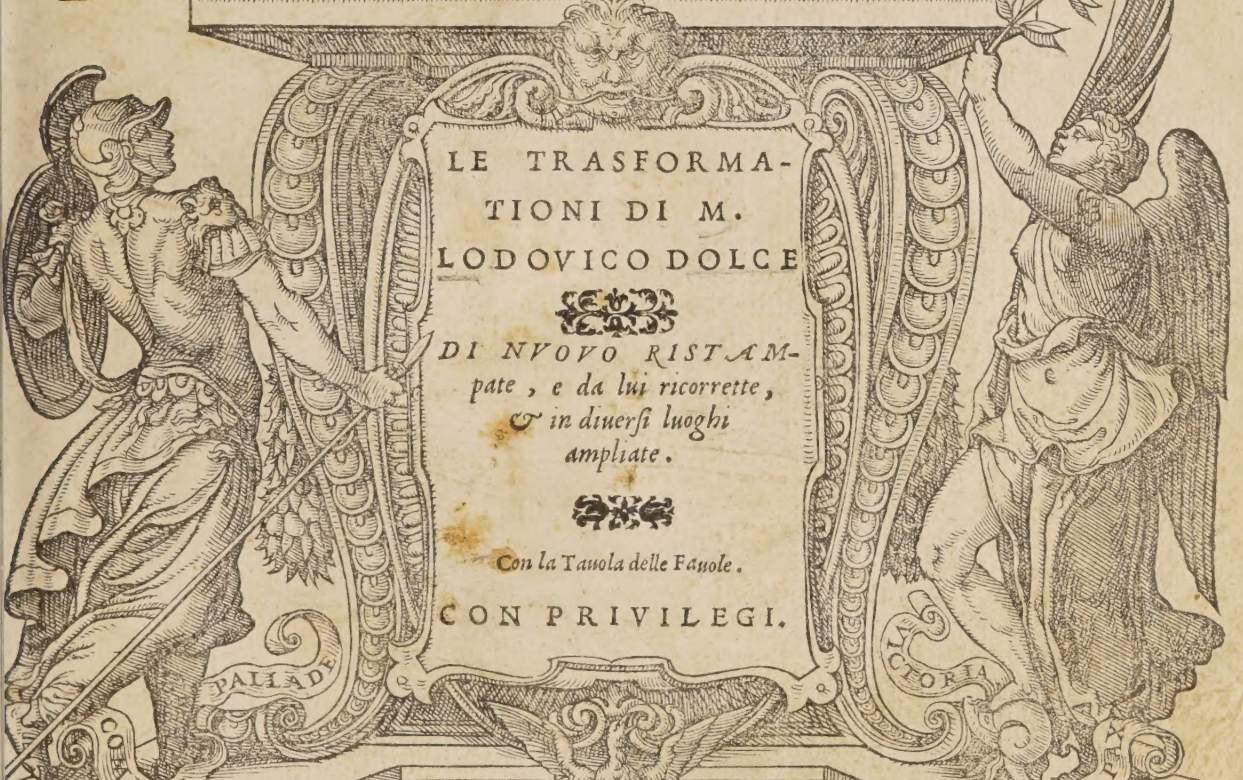 LE TRASFORMA-
TIONI DI M.
LODOVICO DOLCE
DI NVOVO RISTAM-
pate, e da lui ricorrette,
& in diuerſi luoghi
ampliate.
Con la Tauola delle Fauole.
CON PRIVILEGI.
PALLADE
VICTORIA